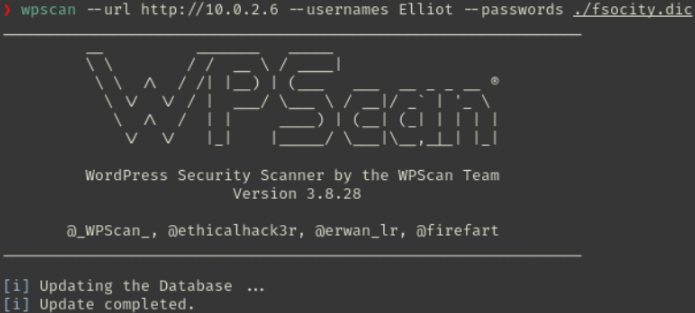 ❯ wpscan --url http://10.0.2.6 --usernames Elliot --passwords ./fsocity.dic
WPScan ®
WordPress Security Scanner by the WPScan Team
Version 3.8.28
@_WPScan_, @ethicalhack3r, @erwan_lr, @firefart
[i] Updating the Database ...
[i] Update completed.